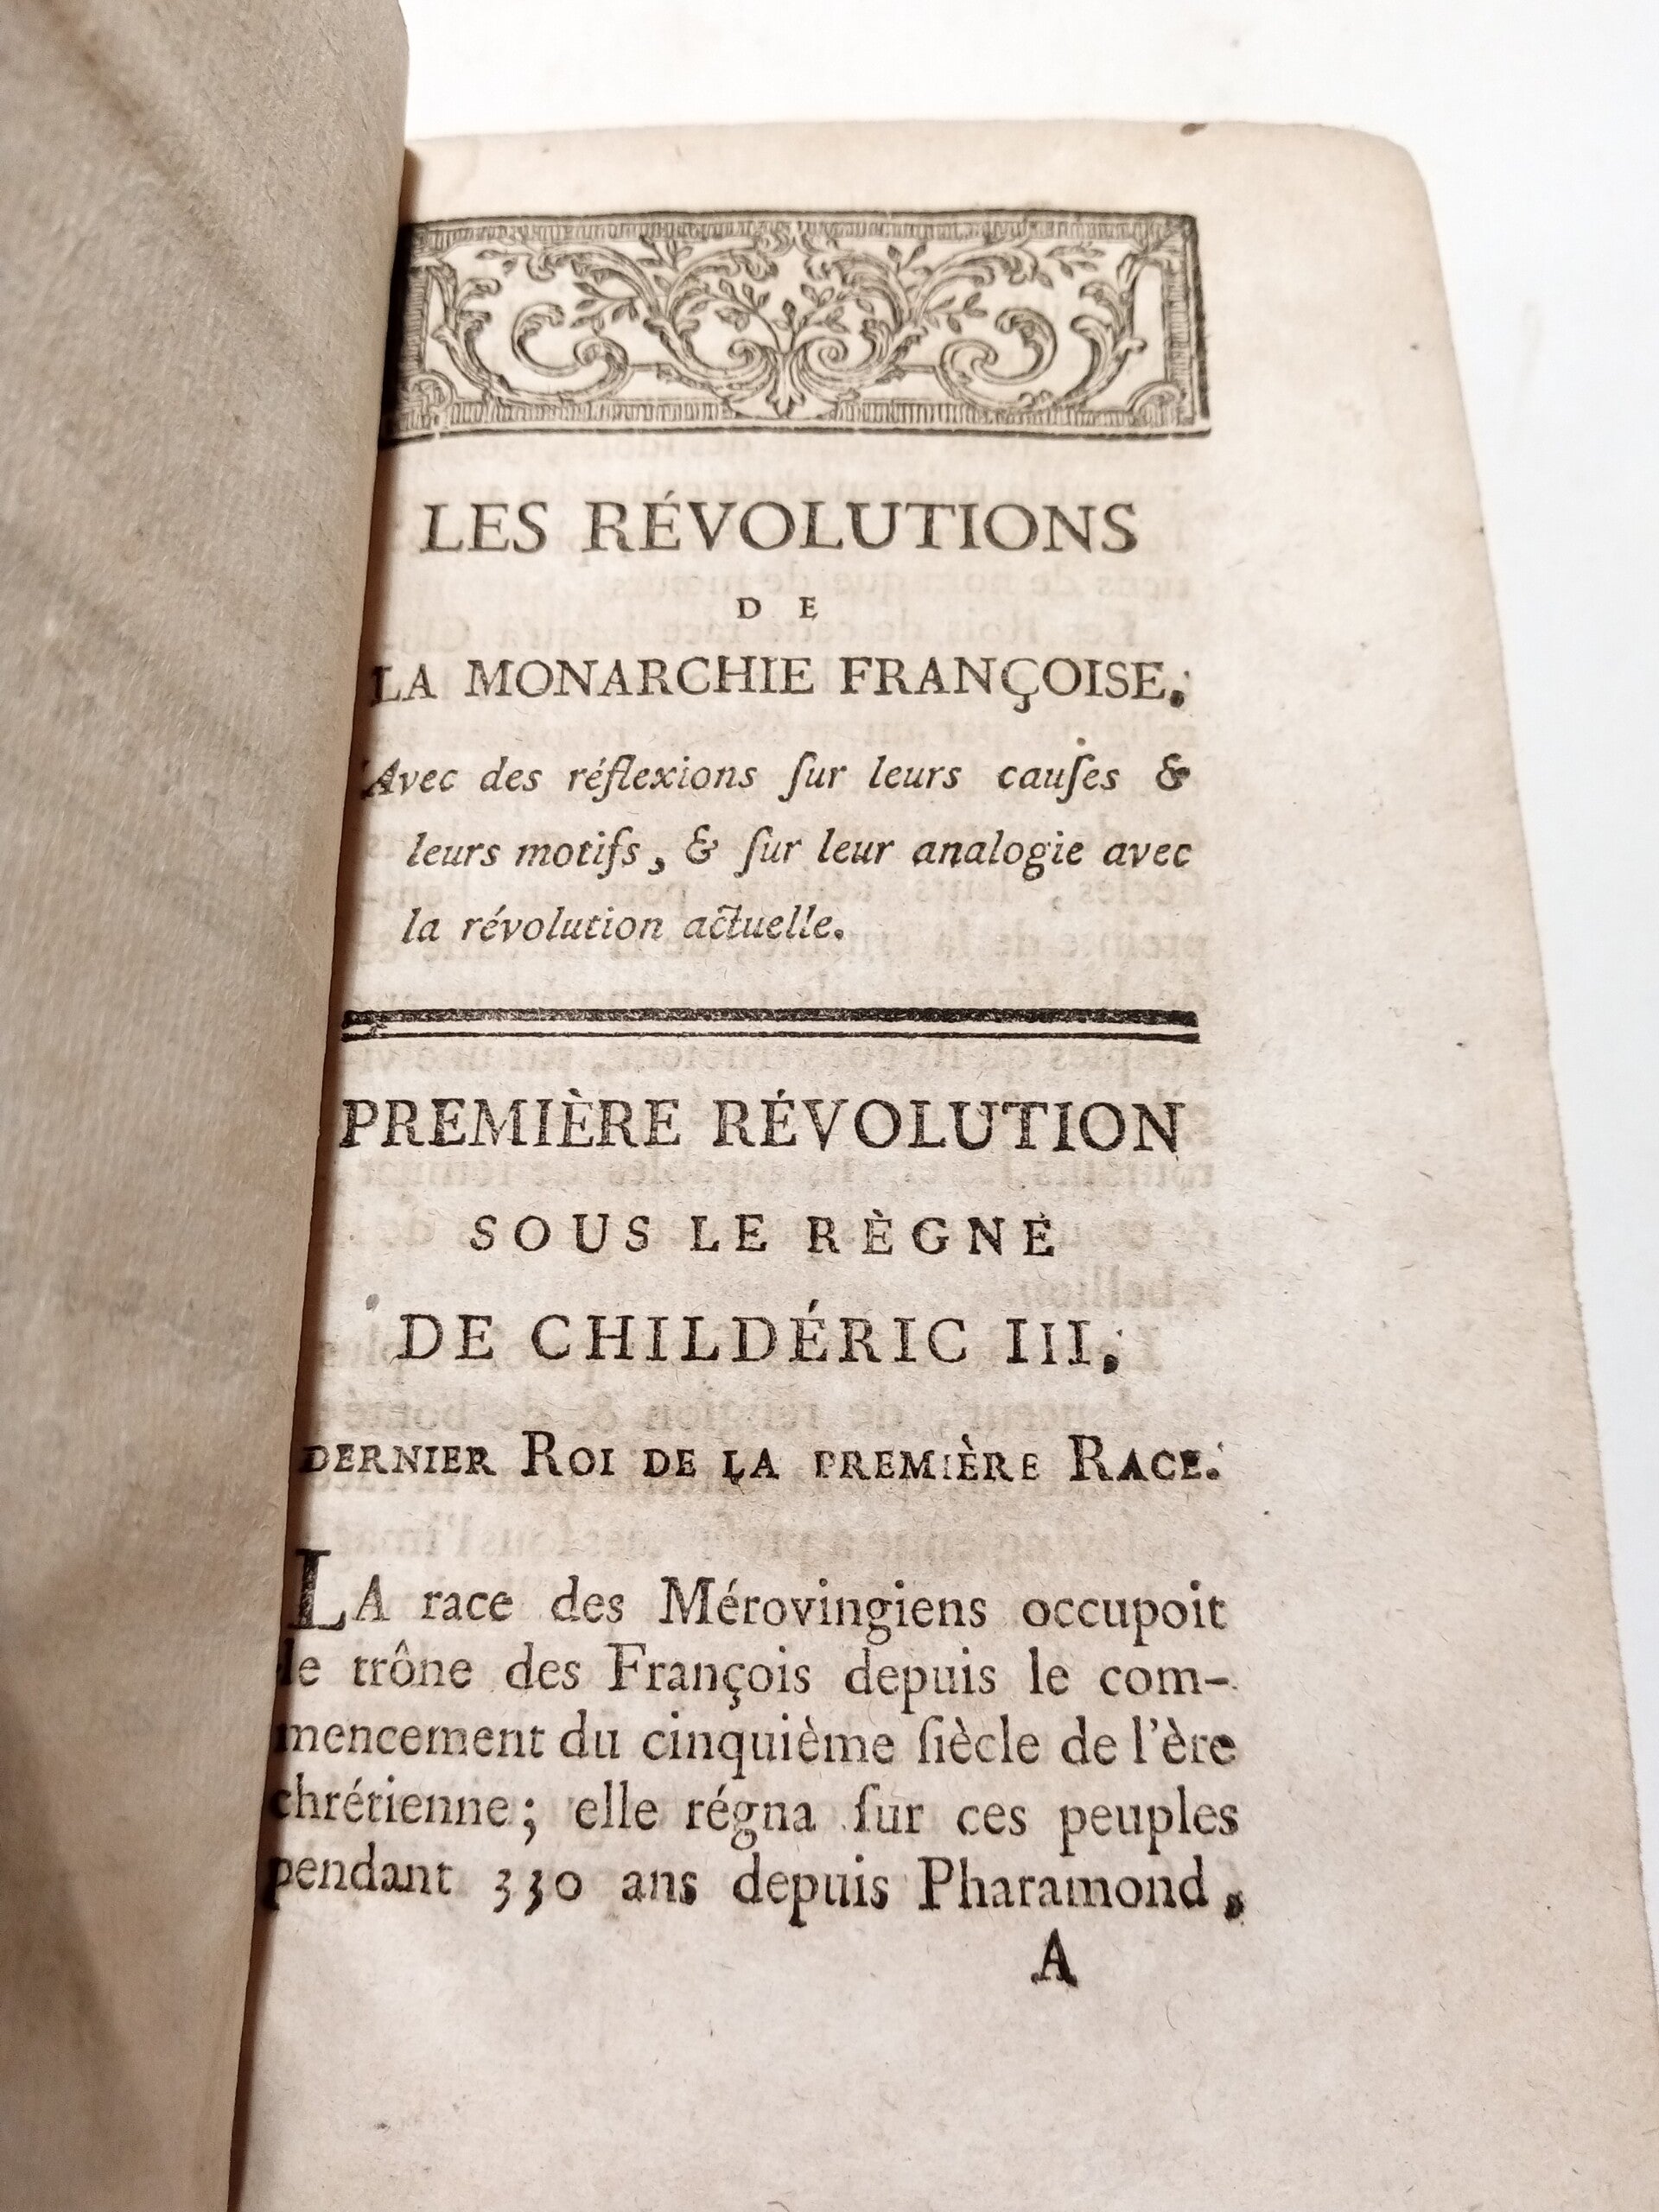 LES RÉVOLUTIONS
DE
LA MONARCHIE FRANÇOISE.
Avec des réflexions ſur leurs cauſes &
leurs motifs, & ſur leur analogie avec
la révolution actuelle.
PREMIÈRE RÉVOLUTION
SOUS LE RÈGNE
DE CHILDÉRIC III,
DERNIER ROI DE LA PREMIÈRE RACE.
LA race des Mérovingiens occupoit
le trône des François depuis le com-
mencement du cinquième ſiècle de l'ère
chrétienne; elle régna ſur ces peuples
pendant 330 ans depuis Pharamond,
A